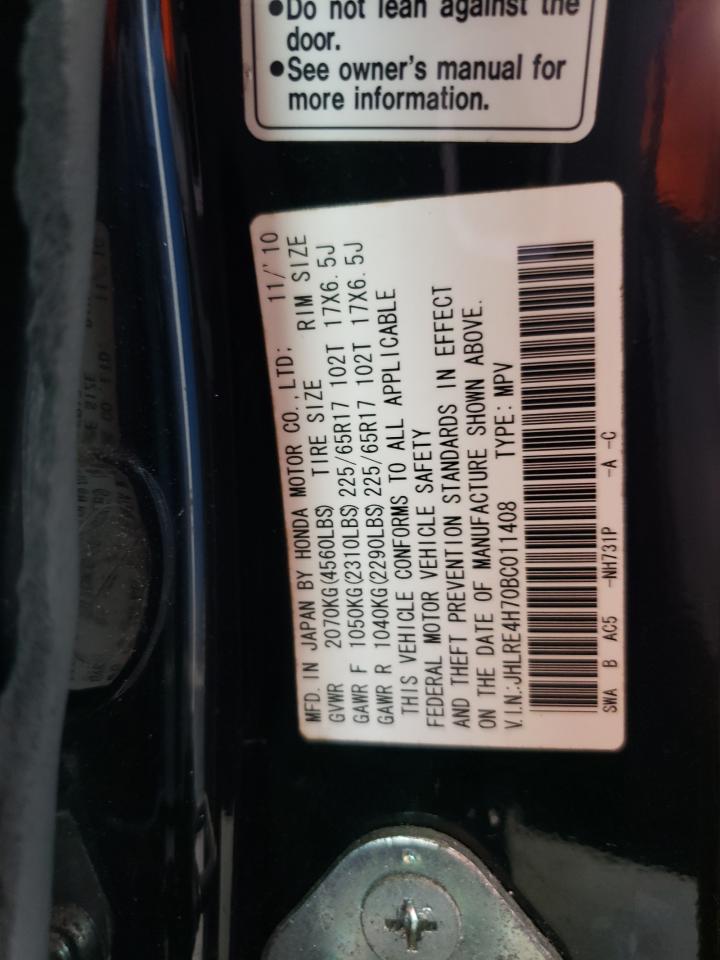 ●Do not lean against the
door.
●See owner's manual for
more information.
MFD. IN JAPAN BY HONDA MOTOR CO., LTD: 11/'10
GVWR 2070KG(4560LBS) TIRE SIZE RIM SIZE
GAWR F 1050KG(2310LBS) 225/65R17 102T 17X6.5J
GAWR R 1040KG(2290LBS) 225/65R17 102T 17X6.5J
THIS VEHICLE CONFORMS TO ALL APPLICABLE
FEDERAL MOTOR VEHICLE SAFETY
AND THEFT PREVENTION STANDARDS IN EFFECT
ON THE DATE OF MANUFACTURE SHOWN ABOVE.
V.I.N.:JHLRE4H70BC011408 TYPE: MPV
SWA B AC5 -NH731P -A -C